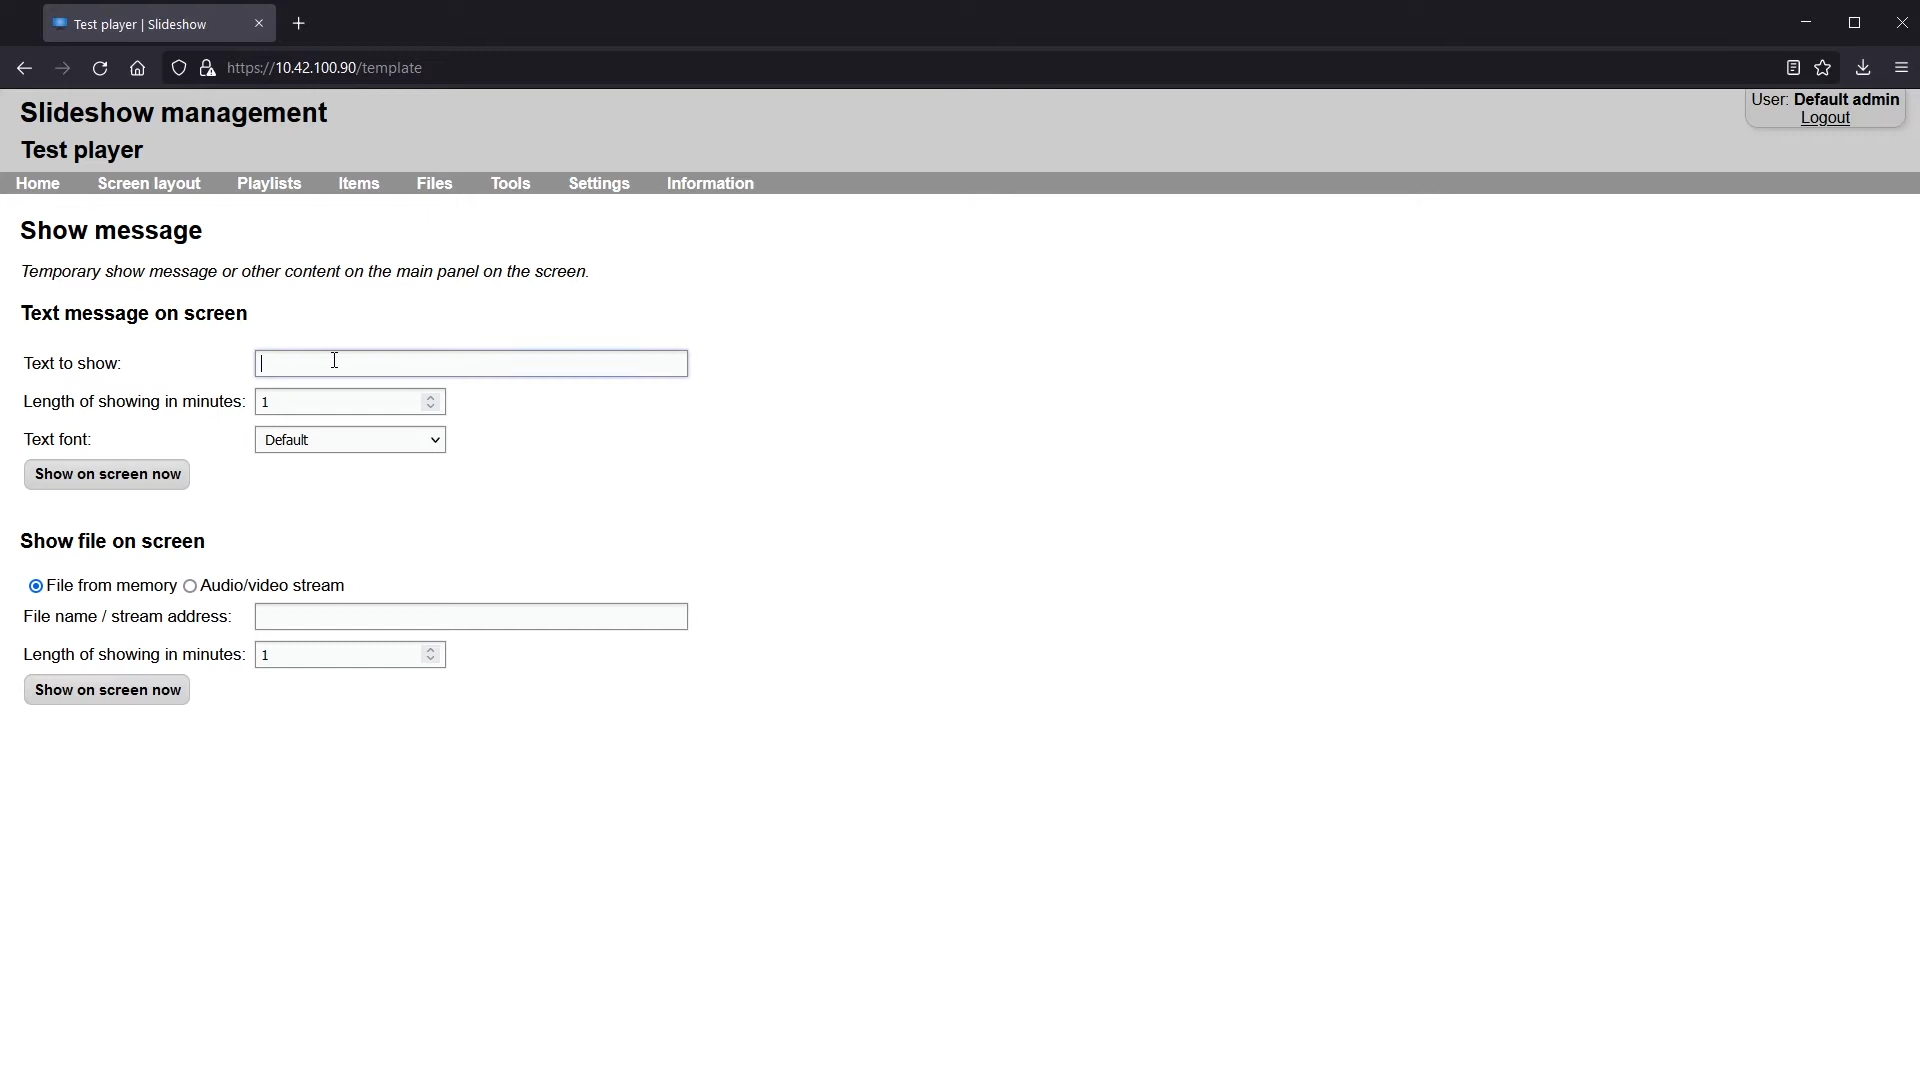 Test player | Slideshow
https://10.42.100.90/template
Slideshow management
User: Default admin
Logout
Test player
Home Screen layout Playlists Items Files Tools Settings Information
Show message
Temporary show message or other content on the main panel on the screen.
Text message on screen
Text to show:
Length of showing in minutes: 1
Text font: Default
Show on screen now
Show file on screen
File from memory Audio/video stream
File name / stream address:
Length of showing in minutes: 1
Show on screen now